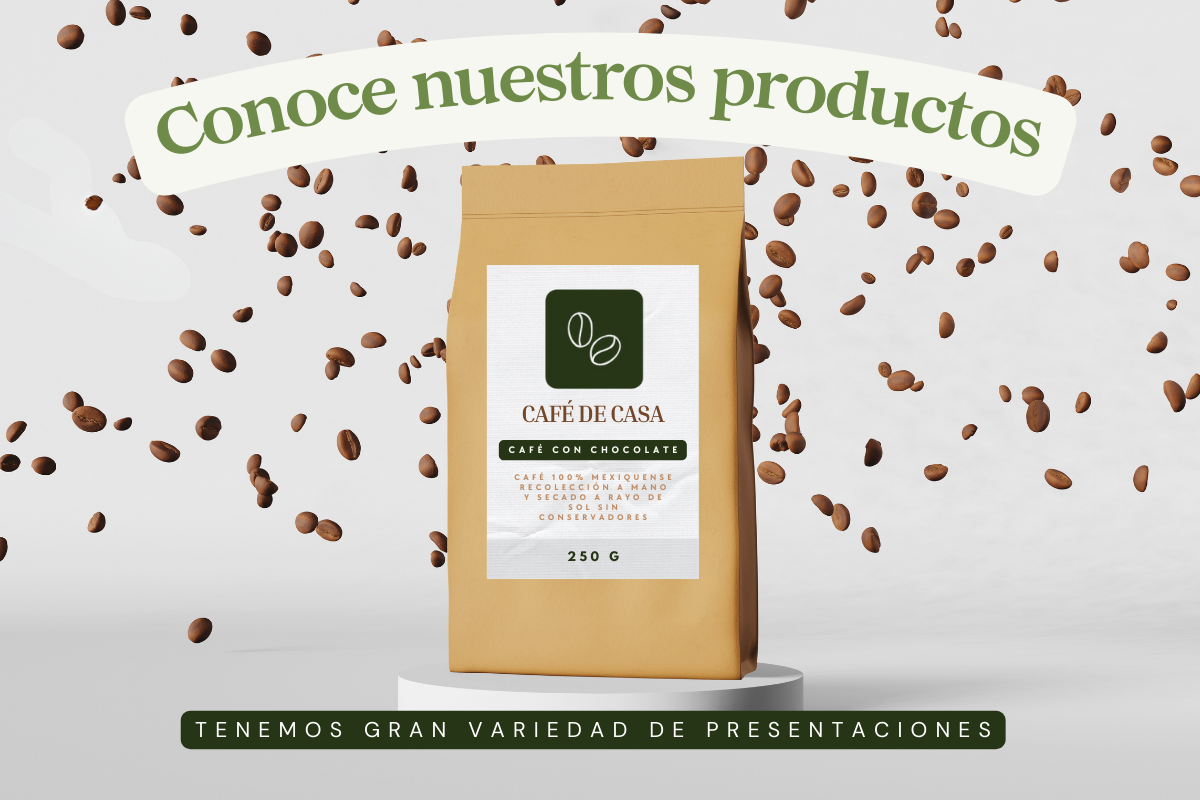 Conoce nuestros productos
CAFÉ DE CASA
CAFÉ CON CHOCOLATE
CAFÉ 100% MEXIQUENSE
RECOLECCIÓN A MANO
Y SECADO A RAYO DE
SOL SIN
CONSERVADORES
250 G
TENEMOS GRAN VARIEDAD DE PRESENTACIONES